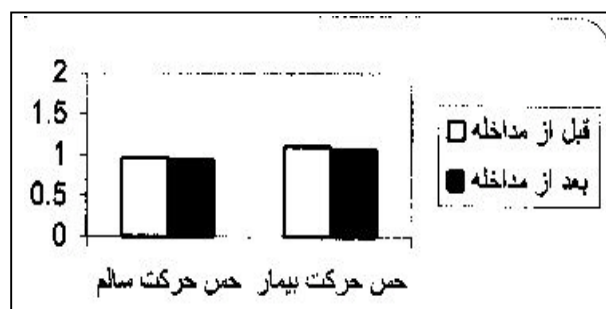 2
1.5
1
0.5
0
حس حرکت سالم
حس حرکت بیمار
قبل از مداخله
بعد از مداخله